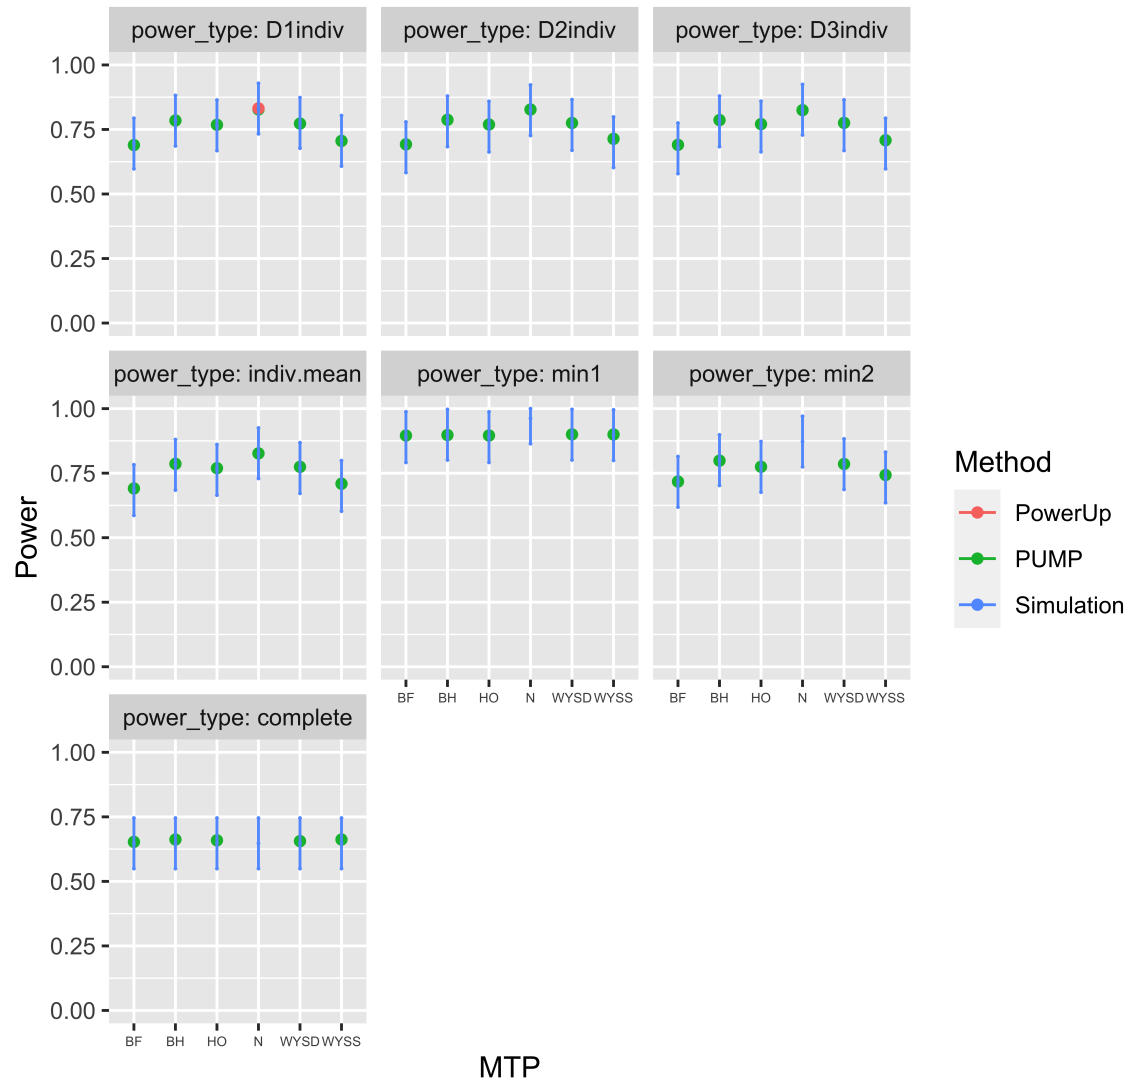 power_type: D1indiv power_type: D2indiv power_type: D3indiv
1.00
0.75
0.50
0.25
0.00
power_type: indiv.mean power_type: min1 power_type: min2
1.00
0.75
0.50
0.25
0.00
BF BH HO N WYSD WYSS BF BH HO N WYSD WYSS
power_type: complete
1.00
0.75
0.50
0.25
0.00
BF BH HO N WYSD WYSS
MTP
Power
Method
PowerUp
PUMP
Simulation